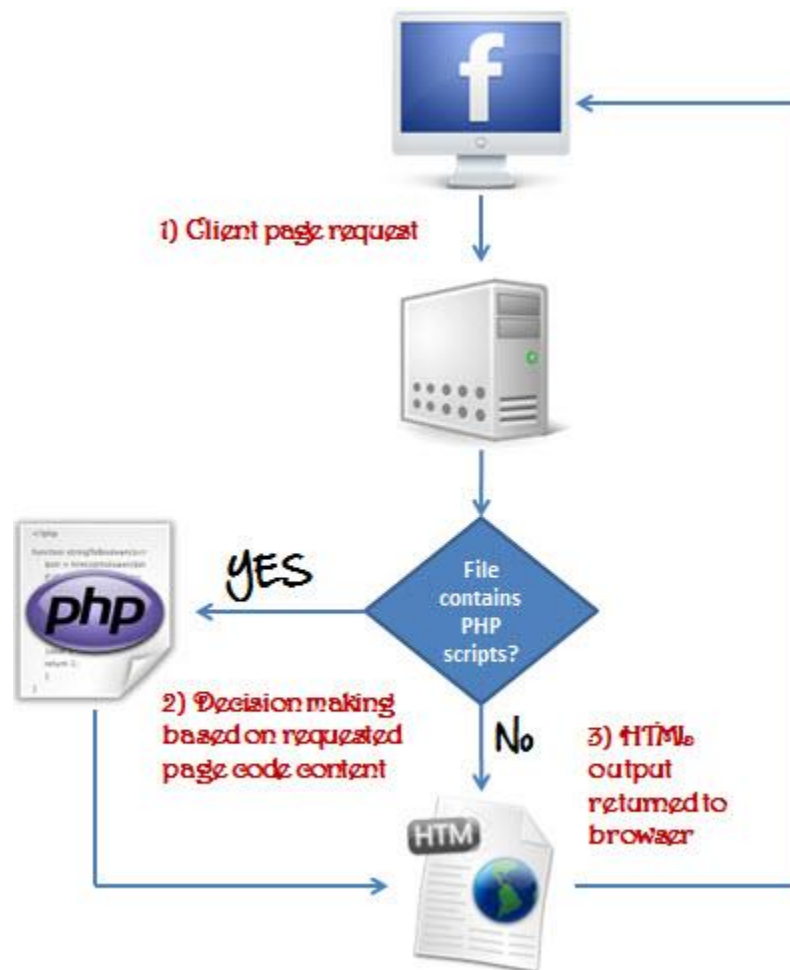 f
1) Client page request
File
contains
PHP
scripts?
YES
php
2) Decision making
based on requested
page code content
No
3) HTML
output
returned to
browser
HTM